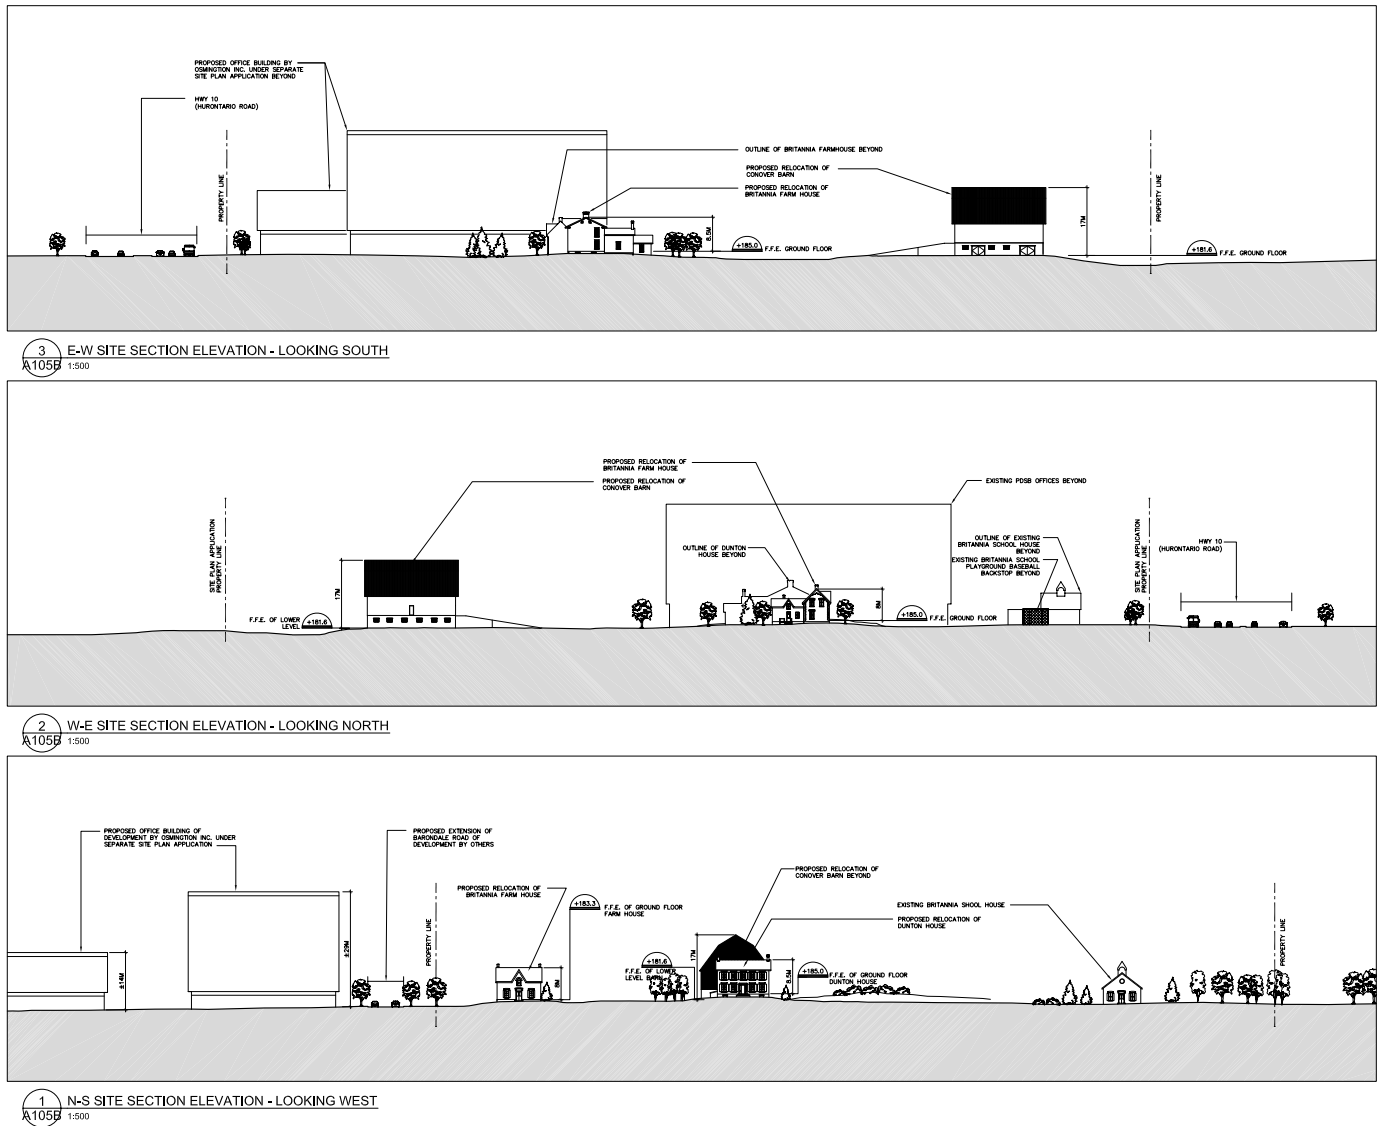 PROPOSED OFFICE BUILDING BY
OSMINGTON INC. UNDER SEPARATE
SITE PLAN APPLICATION BEYOND
HWY 10
(HURONTARIO ROAD)
PROPERTY LINE
OUTLINE OF BRITANNIA FARMHOUSE BEYOND
PROPOSED RELOCATION OF
CONOVER BARN
PROPOSED RELOCATION OF
BRITANNIA FARM HOUSE
8.5M
+185.0
F.F.E. GROUND FLOOR
17M
PROPERTY LINE
+181.6
F.F.E. GROUND FLOOR
3
A105B
E-W SITE SECTION ELEVATION - LOOKING SOUTH
1:500
PROPOSED RELOCATION OF
BRITANNIA FARM HOUSE
PROPOSED RELOCATION OF
CONOVER BARN
EXISTING PDSB OFFICES BEYOND
SITE PLAN APPLICATION
PROPERTY LINE
OUTLINE OF DUNTON
HOUSE BEYOND
OUTLINE OF EXISTING
BRITANNIA SCHOOL HOUSE
BEYOND
EXISTING BRITANNIA SCHOOL
PLAYGROUND BASEBALL
BACKSTOP BEYOND
SITE PLAN APPLICATION
PROPERTY LINE
HWY 10
(HURONTARIO ROAD)
17M
F.F.E. OF LOWER
LEVEL
+181.6
8M
+185.0
F.F.E. GROUND FLOOR
2
A105B
W-E SITE SECTION ELEVATION - LOOKING NORTH
1:500
PROPOSED OFFICE BUILDING OF
DEVELOPMENT BY OSMINGTON INC. UNDER
SEPARATE SITE PLAN APPLICATION
PROPOSED EXTENSION OF
BARONDALE ROAD OF
DEVELOPMENT BY OTHERS
PROPOSED RELOCATION OF
BRITANNIA FARM HOUSE
+183.3
F.F.E. OF GROUND FLOOR
FARM HOUSE
PROPOSED RELOCATION OF
CONOVER BARN BEYOND
EXISTING BRITANNIA SHOOL HOUSE
PROPOSED RELOCATION OF
DUNTON HOUSE
±14M
±29M
PROPERTY LINE
8M
+181.6
F.F.E. OF LOWER
LEVEL BARN
17M
8.5M
+185.0
F.F.E. OF GROUND FLOOR
DUNTON HOUSE
PROPERTY LINE
1
A105B
N-S SITE SECTION ELEVATION - LOOKING WEST
1:500